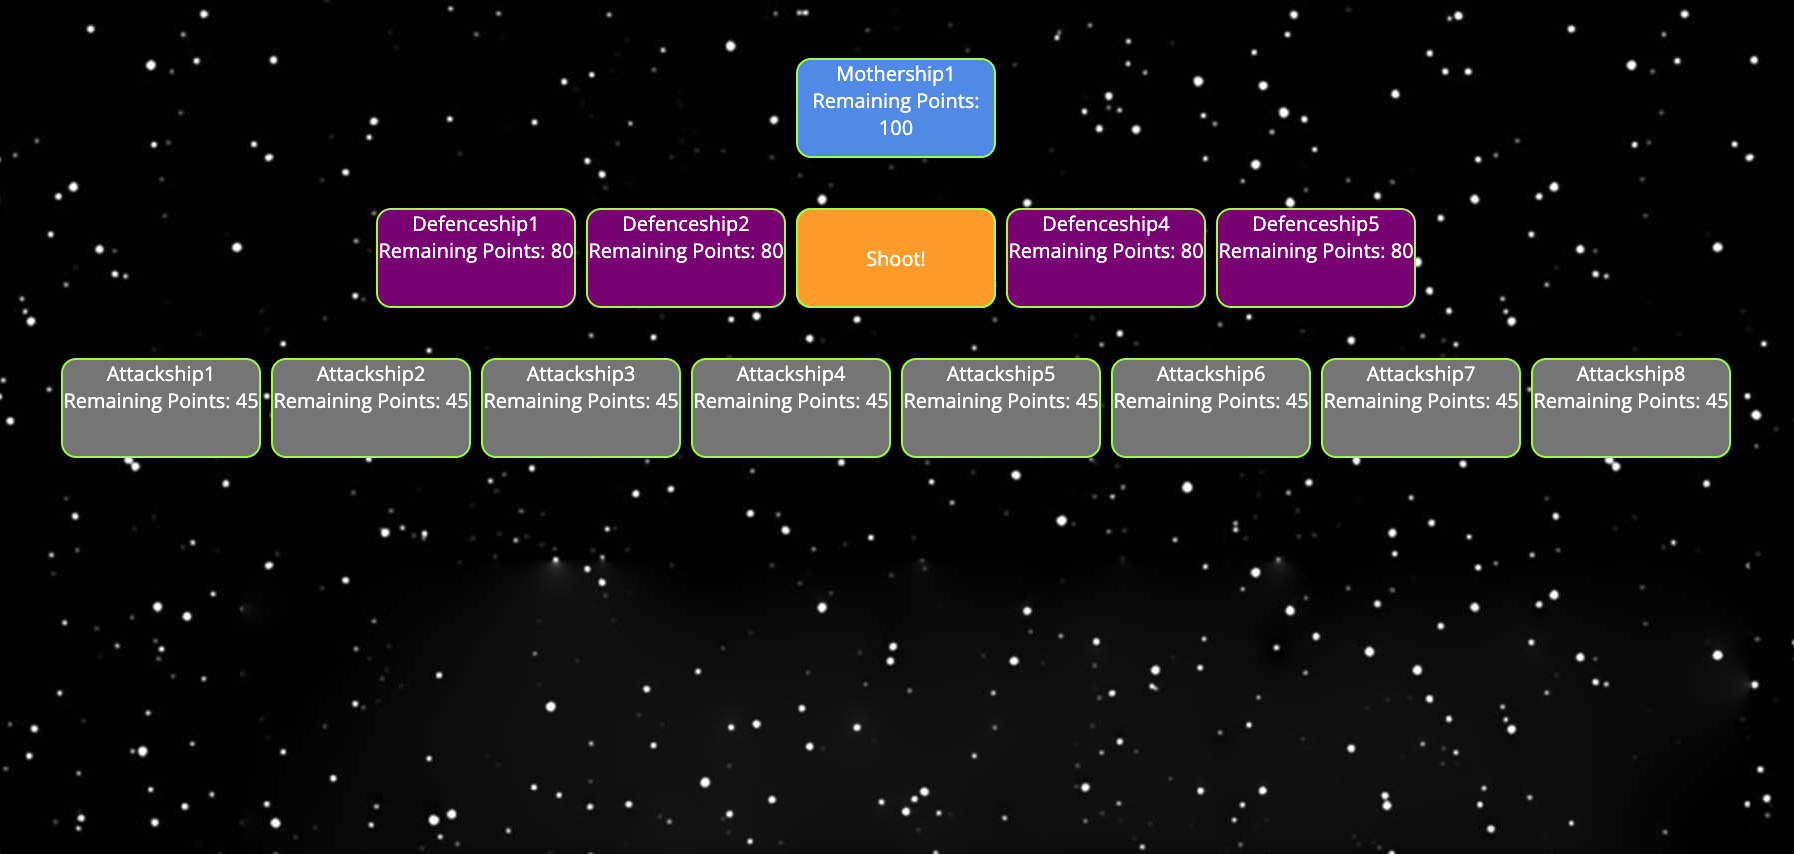 Mothership1
Remaining Points:
100
Defenceship1
Remaining Points: 80
Defenceship2
Remaining Points: 80
Shoot!
Defenceship4
Remaining Points: 80
Defenceship5
Remaining Points: 80
Attackship1
Remaining Points: 45
Attackship2
Remaining Points: 45
Attackship3
Remaining Points: 45
Attackship4
Remaining Points: 45
Attackship5
Remaining Points: 45
Attackship6
Remaining Points: 45
Attackship7
Remaining Points: 45
Attackship8
Remaining Points: 45